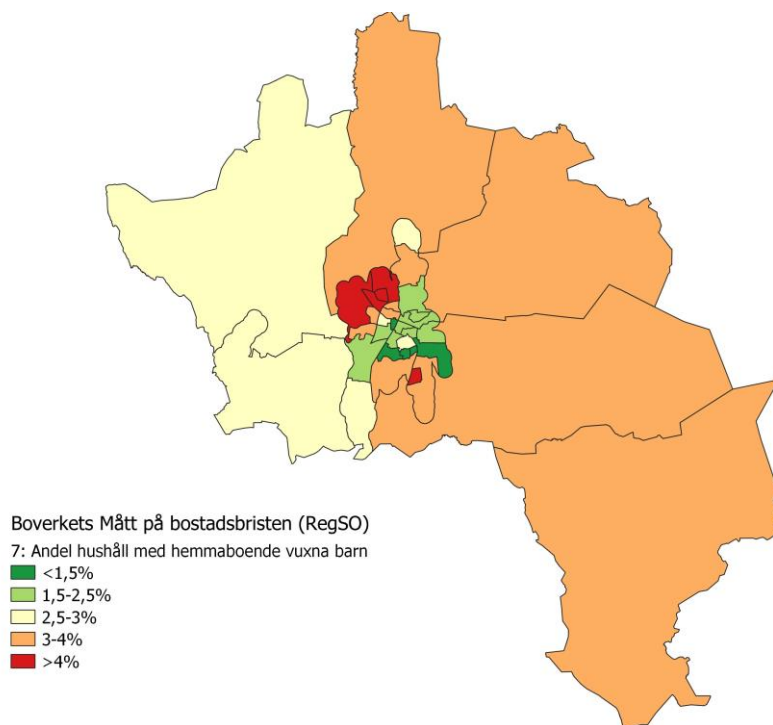 Boverkets Mått på bostadsbristen (RegSO)
7: Andel hushåll med hemmaboende vuxna barn
<1,5%
1,5-2,5%
2,5-3%
3-4%
>4%